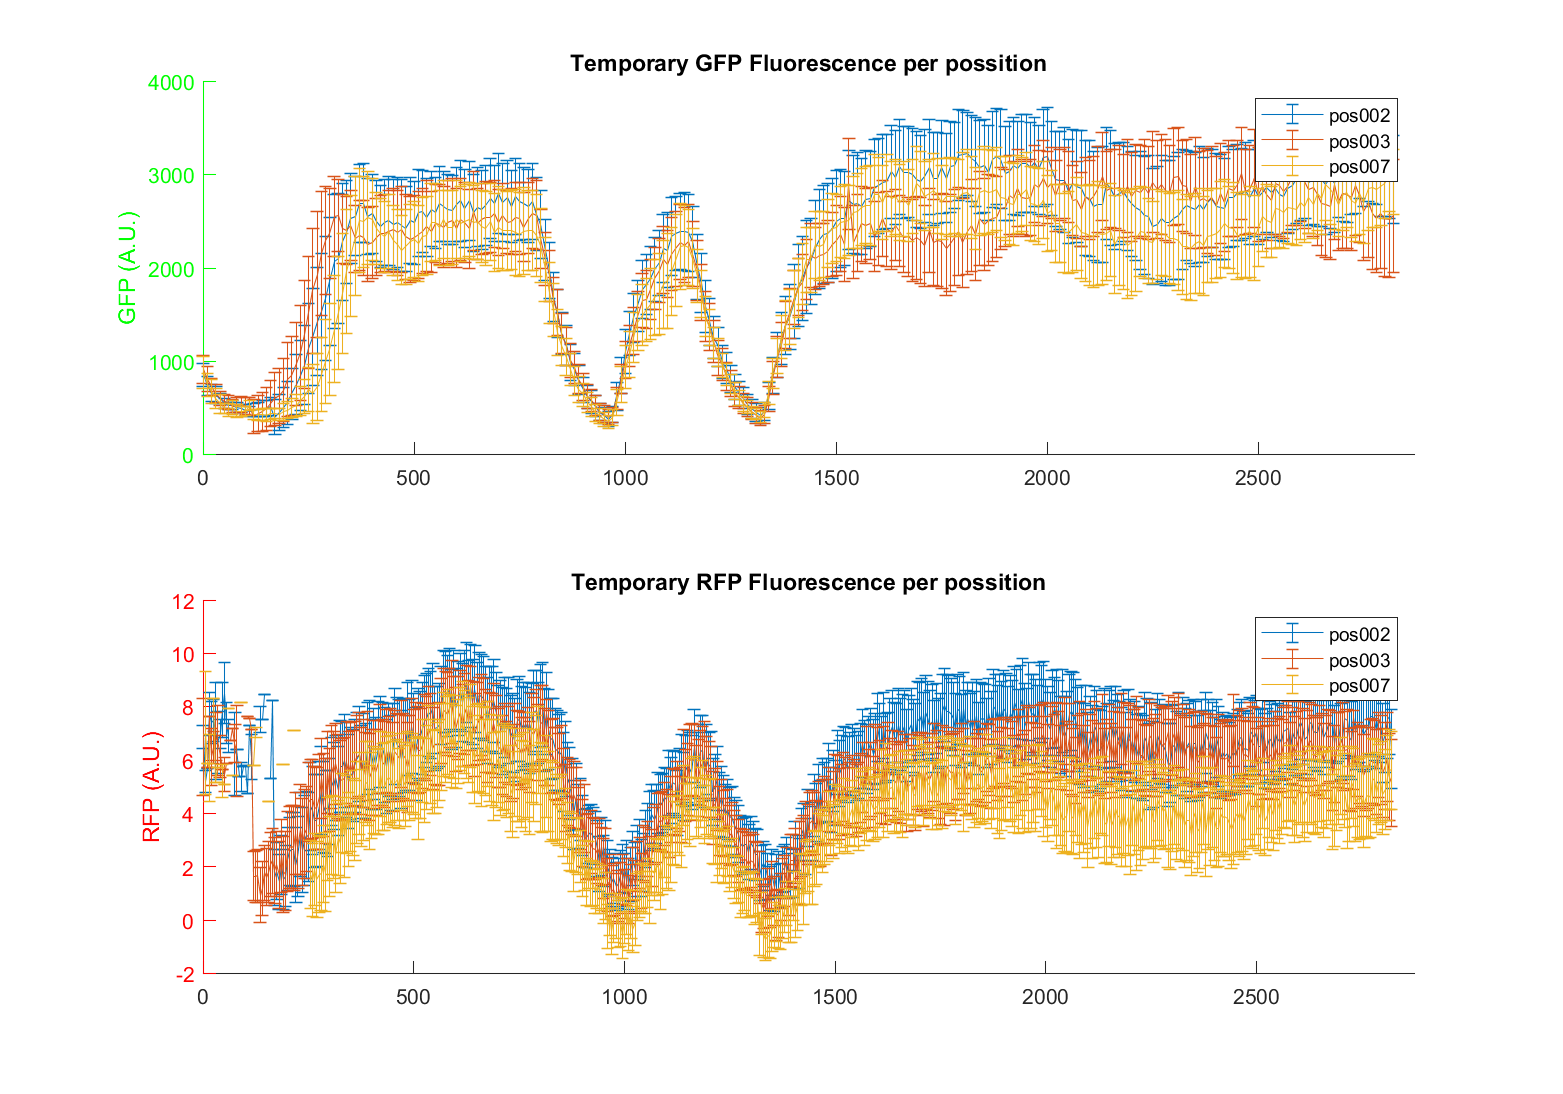 Temporary GFP Fluorescence per possition
4000
3000
2000
1000
0
GFP (A.U.)
0 500 1000 1500 2000 2500
pos002
pos003
pos007
Temporary RFP Fluorescence per possition
12
10
8
6
4
2
0
-2
RFP (A.U.)
0 500 1000 1500 2000 2500
pos002
pos003
pos007